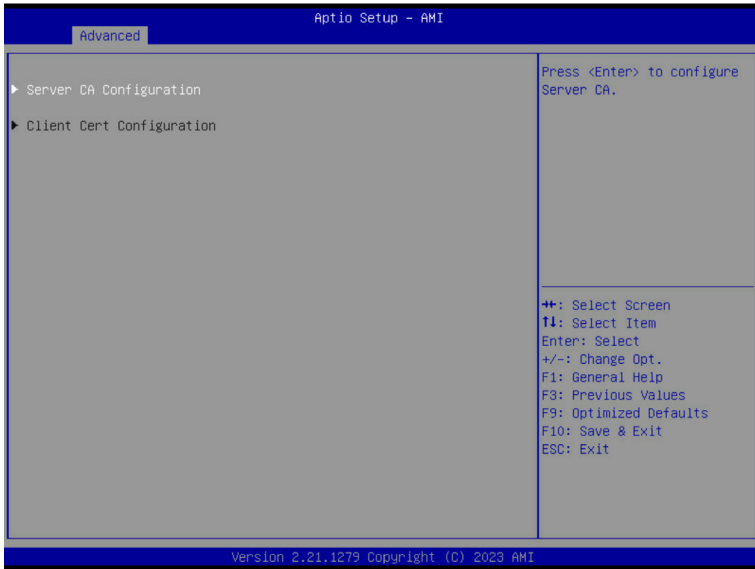 Aptio Setup – AMI
Advanced
▶ Server CA Configuration
▶ Client Cert Configuration
Press <Enter> to configure
Server CA.
→←: Select Screen
↑↓: Select Item
Enter: Select
+/-: Change Opt.
F1: General Help
F3: Previous Values
F9: Optimized Defaults
F10: Save & Exit
ESC: Exit
Version 2.21.1279 Copyright (C) 2023 AMI